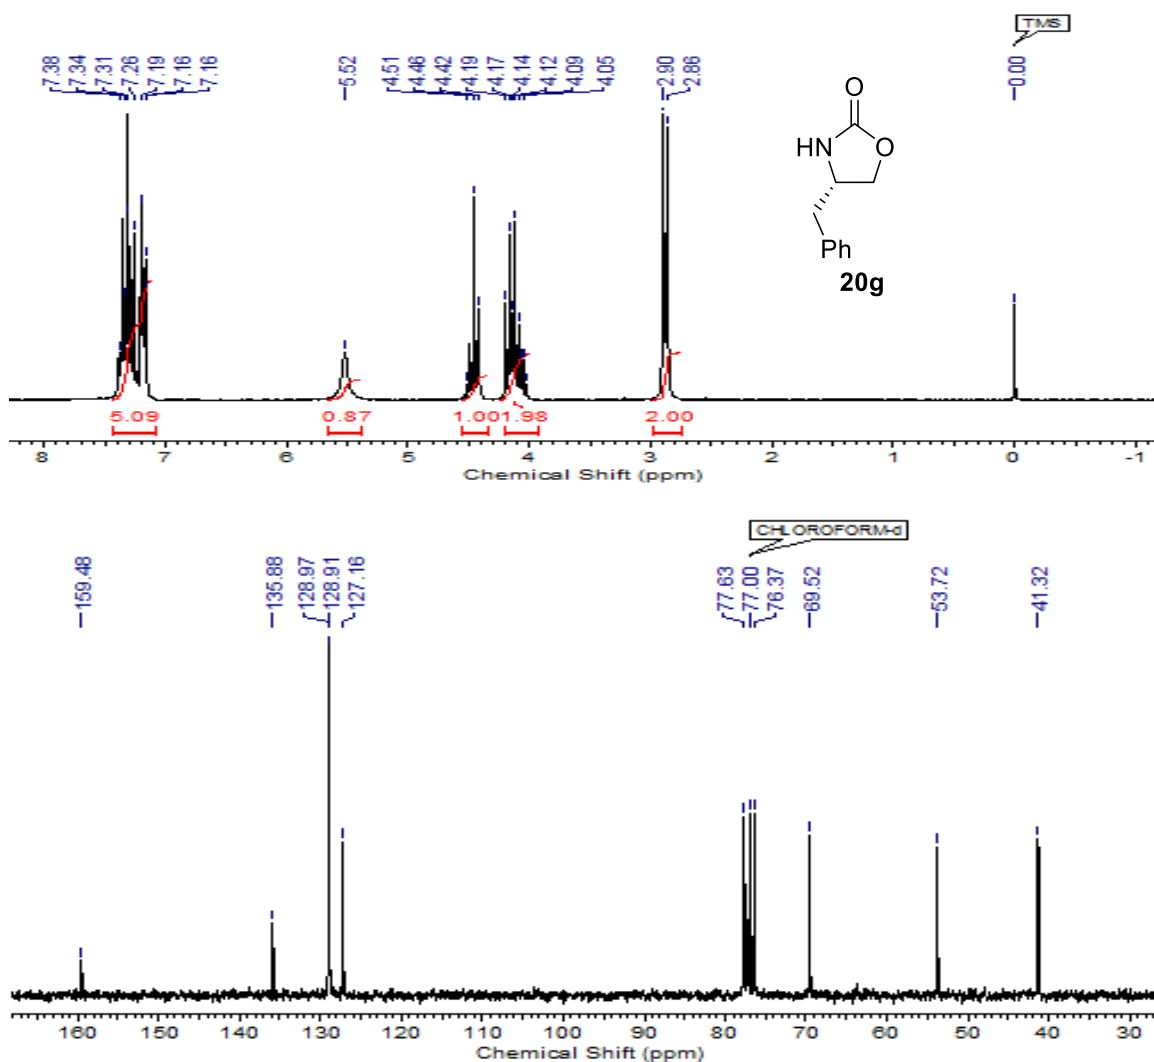 TMS
7.38 7.34 7.31 7.26 7.19 7.16 7.16 5.52 4.51 4.46 4.42 4.19 4.17 4.14 4.12 4.09 4.05 2.90 2.86 0.00
O
HN O
Ph
20g
5.09 0.87 1.00 1.98 2.00
8 7 6 5 4 3 2 1 0 -1
Chemical Shift (ppm)
CHLOROFORM-d
159.48 135.88 128.97 128.91 127.16 77.63 77.00 76.37 69.52 53.72 41.32
160 150 140 130 120 110 100 90 80 70 60 50 40 30
Chemical Shift (ppm)